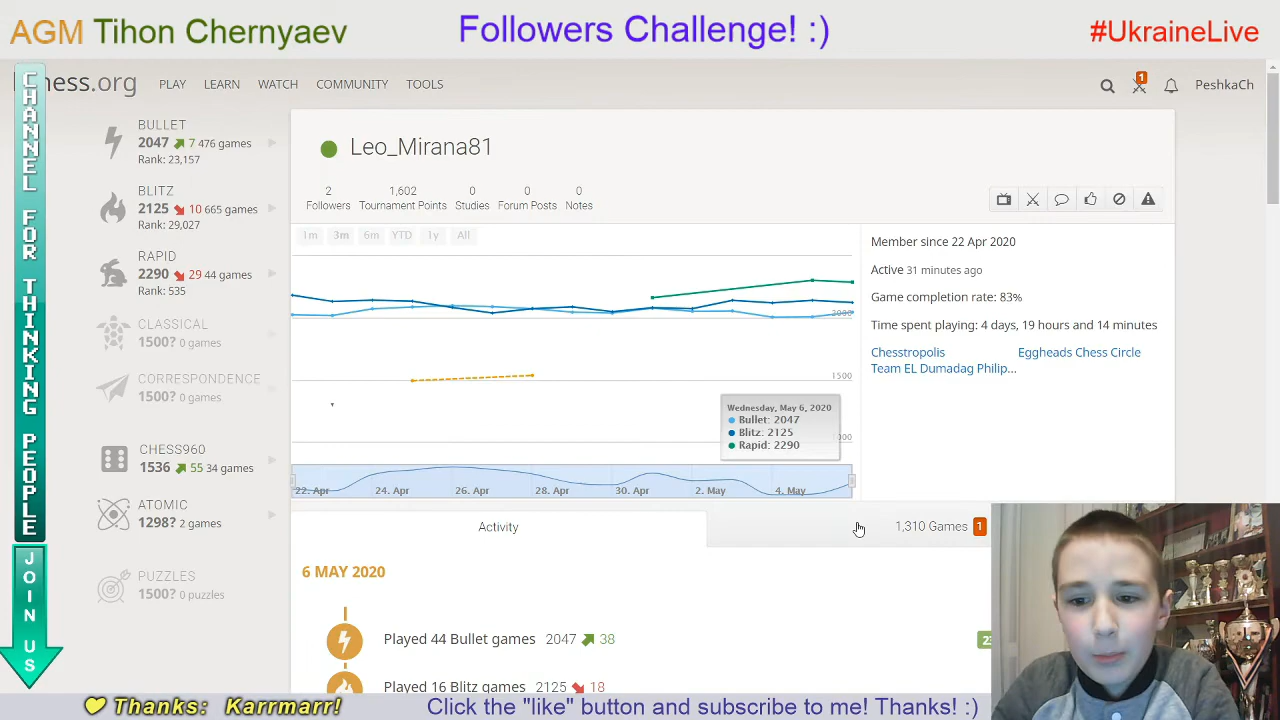 AGM Tihon Chernyaev
Followers Challenge! :)
#UkraineLive
CHANNEL FOR THINKING PEOPLE
JOIN US
hess.org
PLAY LEARN WATCH COMMUNITY TOOLS
1
PeshkaCh
BULLET
2047 7 476 games
Rank: 23,157
BLITZ
2125 10 665 games
Rank: 29,027
RAPID
2290 29 44 games
Rank: 535
CLASSICAL
1500? 0 games
CORRESPONDENCE
1500? 0 games
CHESS960
1536 55 34 games
ATOMIC
1298? 2 games
PUZZLES
1500? 0 puzzles
Leo_Mirana81
2 Followers
1,602 Tournament Points
0 Studies
0 Forum Posts
0 Notes
1m 3m 6m YTD 1y All
2000
1500
000
Wednesday, May 6, 2020
Bullet: 2047
Blitz: 2125
Rapid: 2290
22. Apr 24. Apr 26. Apr 28. Apr 30. Apr 2. May 4. May
Member since 22 Apr 2020
Active 31 minutes ago
Game completion rate: 83%
Time spent playing: 4 days, 19 hours and 14 minutes
Chesstropolis Eggheads Chess Circle
Team EL Dumadag Philip...
Activity
1,310 Games 1
6 MAY 2020
Played 44 Bullet games 2047 38
Played 16 Blitz games 2125 18
Thanks: Karrmarr!
Click the "like" button and subscribe to me! Thanks! :)